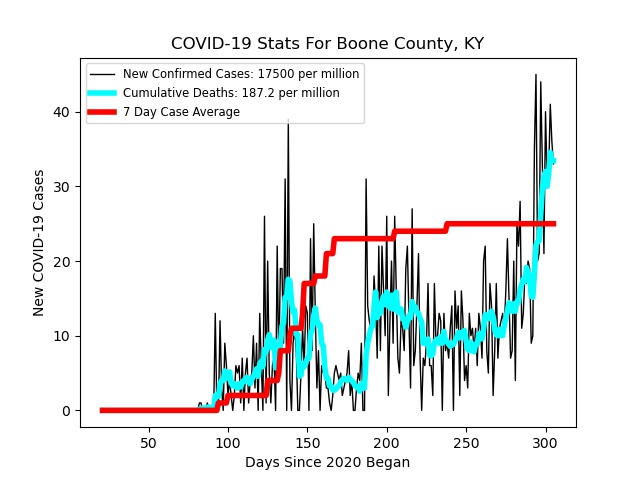 COVID-19 Stats For Boone County, KY
New Confirmed Cases: 17500 per million
Cumulative Deaths: 187.2 per million
7 Day Case Average
New COVID-19 Cases
40
30
20
10
0
50 100 150 200 250 300
Days Since 2020 Began